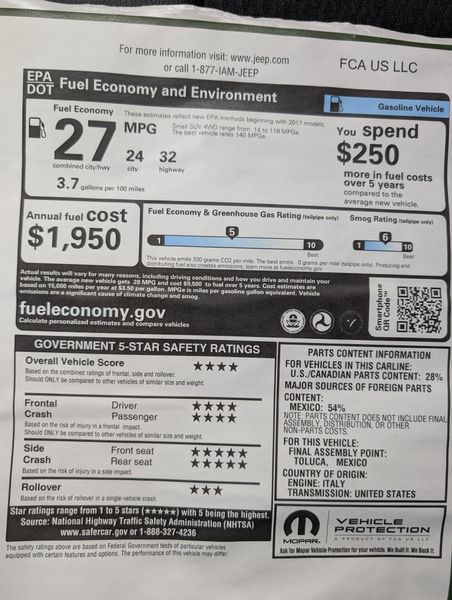 For more information visit: www.jeep.com
or call 1-877-IAM-JEEP
FCA US LLC
EPA
DOT
Fuel Economy and Environment
Gasoline Vehicle
Fuel Economy
These estimates reflect new EPA methods beginning with 2017 models.
27 MPG
Small SUV 4WD range from 14 to 118 MPGe.
The best vehicle rates 140 MPGe.
24 32
combined city/hwy city highway
3.7 gallons per 100 miles
You spend
$250
more in fuel costs
over 5 years
compared to the
average new vehicle.
Annual fuel cost
$1,950
Fuel Economy & Greenhouse Gas Rating (tailpipe only)
5
1 10
Best
Smog Rating (tailpipe only)
6
1 10
Best
This vehicle emits 330 grams CO2 per mile. The best emits 0 grams per mile (tailpipe only). Producing and
distributing fuel also creates emissions; learn more at fueleconomy.gov
Actual results will vary for many reasons, including driving conditions and how you drive and maintain your
vehicle. The average new vehicle gets 28 MPG and $9,500 to fuel over 5 years. Cost estimates are
based on 15,000 miles per year at $3.50 per gallon. MPGe is miles per gasoline gallon equivalent. Vehicle
emissions are a significant cause of climate change and smog.
fueleconomy.gov
Calculate personalized estimates and compare vehicles
Smartphone
QR Code™
GOVERNMENT 5-STAR SAFETY RATINGS
Overall Vehicle Score ★★★★
Based on the combined ratings of frontal, side and rollover.
Should ONLY be compared to other vehicles of similar size and weight.
Frontal Driver ★★★★
Crash Passenger ★★★★
Based on the risk of injury in a frontal impact.
Should ONLY be compared to other vehicles of similar size and weight.
Side Front seat ★★★★★
Crash Rear seat ★★★★★
Based on the risk of injury in a side impact.
Rollover ★★★
Based on the risk of rollover in a single-vehicle crash.
Star ratings range from 1 to 5 stars (★★★★★) with 5 being the highest.
Source: National Highway Traffic Safety Administration (NHTSA)
www.safercar.gov or 1-888-327-4236
The safety ratings above are based on Federal Government tests of particular vehicles
equipped with certain features and options. The performance of this vehicle may differ.
PARTS CONTENT INFORMATION
FOR VEHICLES IN THIS CARLINE:
U.S./CANADIAN PARTS CONTENT: 28%
MAJOR SOURCES OF FOREIGN PARTS
CONTENT:
MEXICO: 54%
NOTE: PARTS CONTENT DOES NOT INCLUDE FINAL
ASSEMBLY, DISTRIBUTION, OR OTHER
NON-PARTS COSTS.
FOR THIS VEHICLE:
FINAL ASSEMBLY POINT:
TOLUCA, MEXICO
COUNTRY OF ORIGIN:
ENGINE: ITALY
TRANSMISSION: UNITED STATES
MOPAR.
VEHICLE
PROTECTION
A PRODUCT OF FCA US LLC
Ask for Mopar Vehicle Protection for your vehicle. We Built It. We Back It.